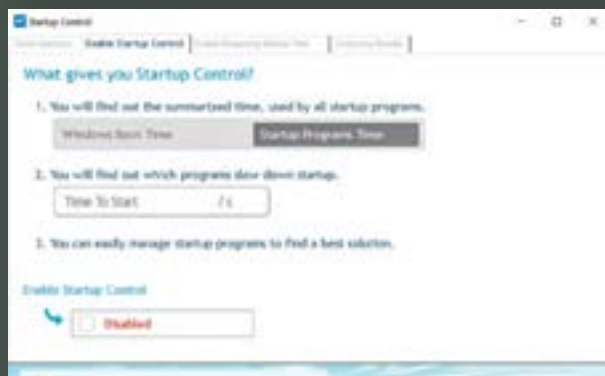 Startup Control
Enable Startup Control
What gives you Startup Control?
1. You will find out the summarized time, used by all startup programs.
Windows Boot Time Startup Programs Time
2. You will find out which programs slow down startup.
Time To Start / s
3. You can easily manage startup programs to find a best solution.
Enable Startup Control
Disabled